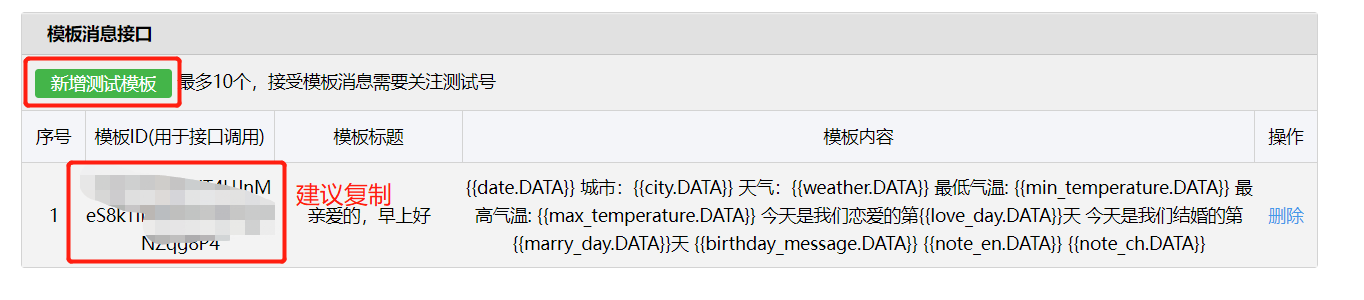 模板消息接口
新增测试模板 最多10个，接受模板消息需要关注测试号
序号 模板ID(用于接口调用) 模板标题 模板内容 操作
建议复制
1 亲爱的，早上好 删除
{{date.DATA}} 城市：{{city.DATA}} 天气：{{weather.DATA}} 最低气温: {{min_temperature.DATA}} 最
高气温: {{max_temperature.DATA}} 今天是我们恋爱的第{{love_day.DATA}}天 今天是我们结婚的第
{{marry_day.DATA}}天 {{birthday_message.DATA}} {{note_en.DATA}} {{note_ch.DATA}}